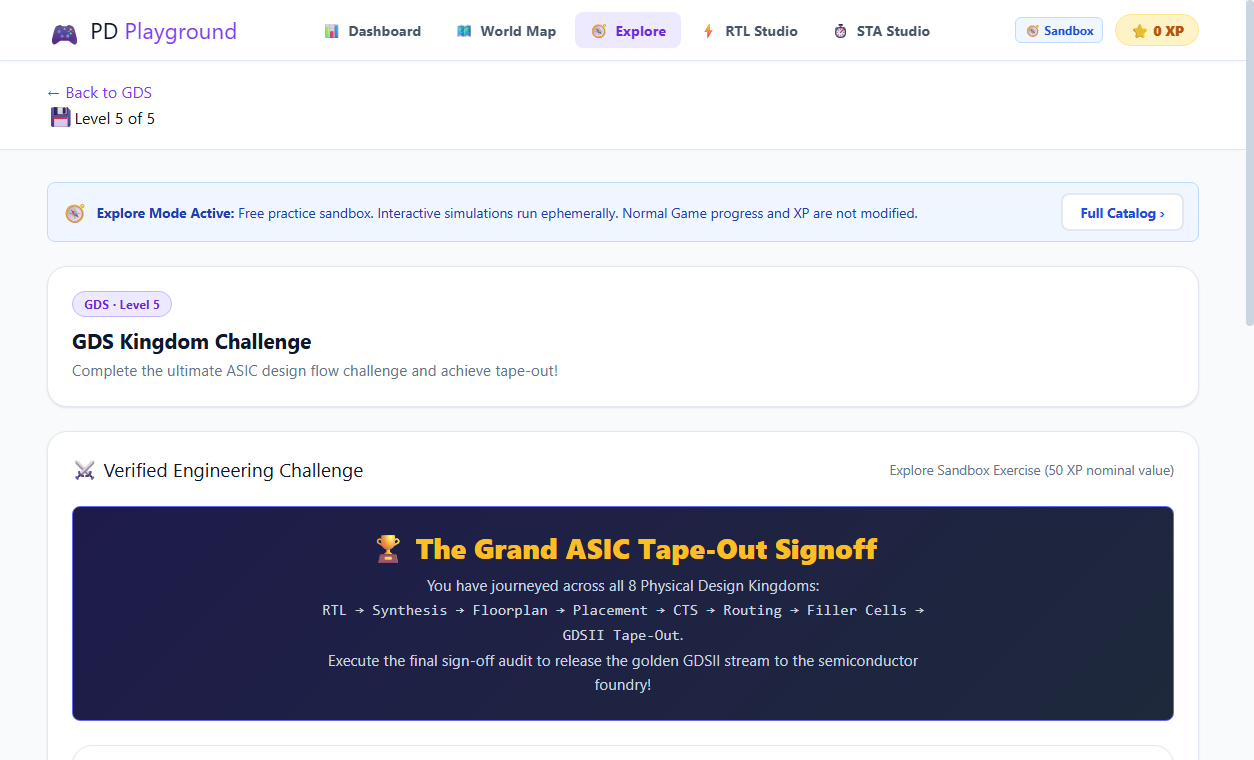 PD Playground
Dashboard
World Map
Explore
RTL Studio
STA Studio
Sandbox
0 XP
← Back to GDS
Level 5 of 5
Explore Mode Active: Free practice sandbox. Interactive simulations run ephemerally. Normal Game progress and XP are not modified.
Full Catalog ›
GDS · Level 5
GDS Kingdom Challenge
Complete the ultimate ASIC design flow challenge and achieve tape-out!
Verified Engineering Challenge
Explore Sandbox Exercise (50 XP nominal value)
The Grand ASIC Tape-Out Signoff
You have journeyed across all 8 Physical Design Kingdoms:
RTL → Synthesis → Floorplan → Placement → CTS → Routing → Filler Cells →
GDSII Tape-Out.
Execute the final sign-off audit to release the golden GDSII stream to the semiconductor
foundry!